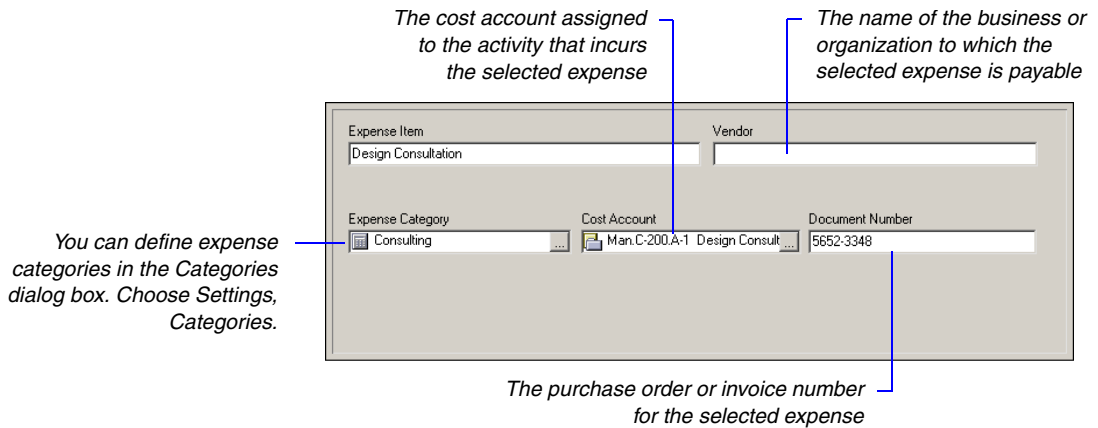 The cost account assigned
to the activity that incurs
the selected expense
The name of the business or
organization to which the
selected expense is payable
Expense Item
Vendor
Design Consultation
Expense Category
Cost Account
Document Number
Consulting
...
Man.C-200.A-1 Design Consult
...
5652-3348
You can define expense
categories in the Categories
dialog box. Choose Settings,
Categories.
The purchase order or invoice number
for the selected expense